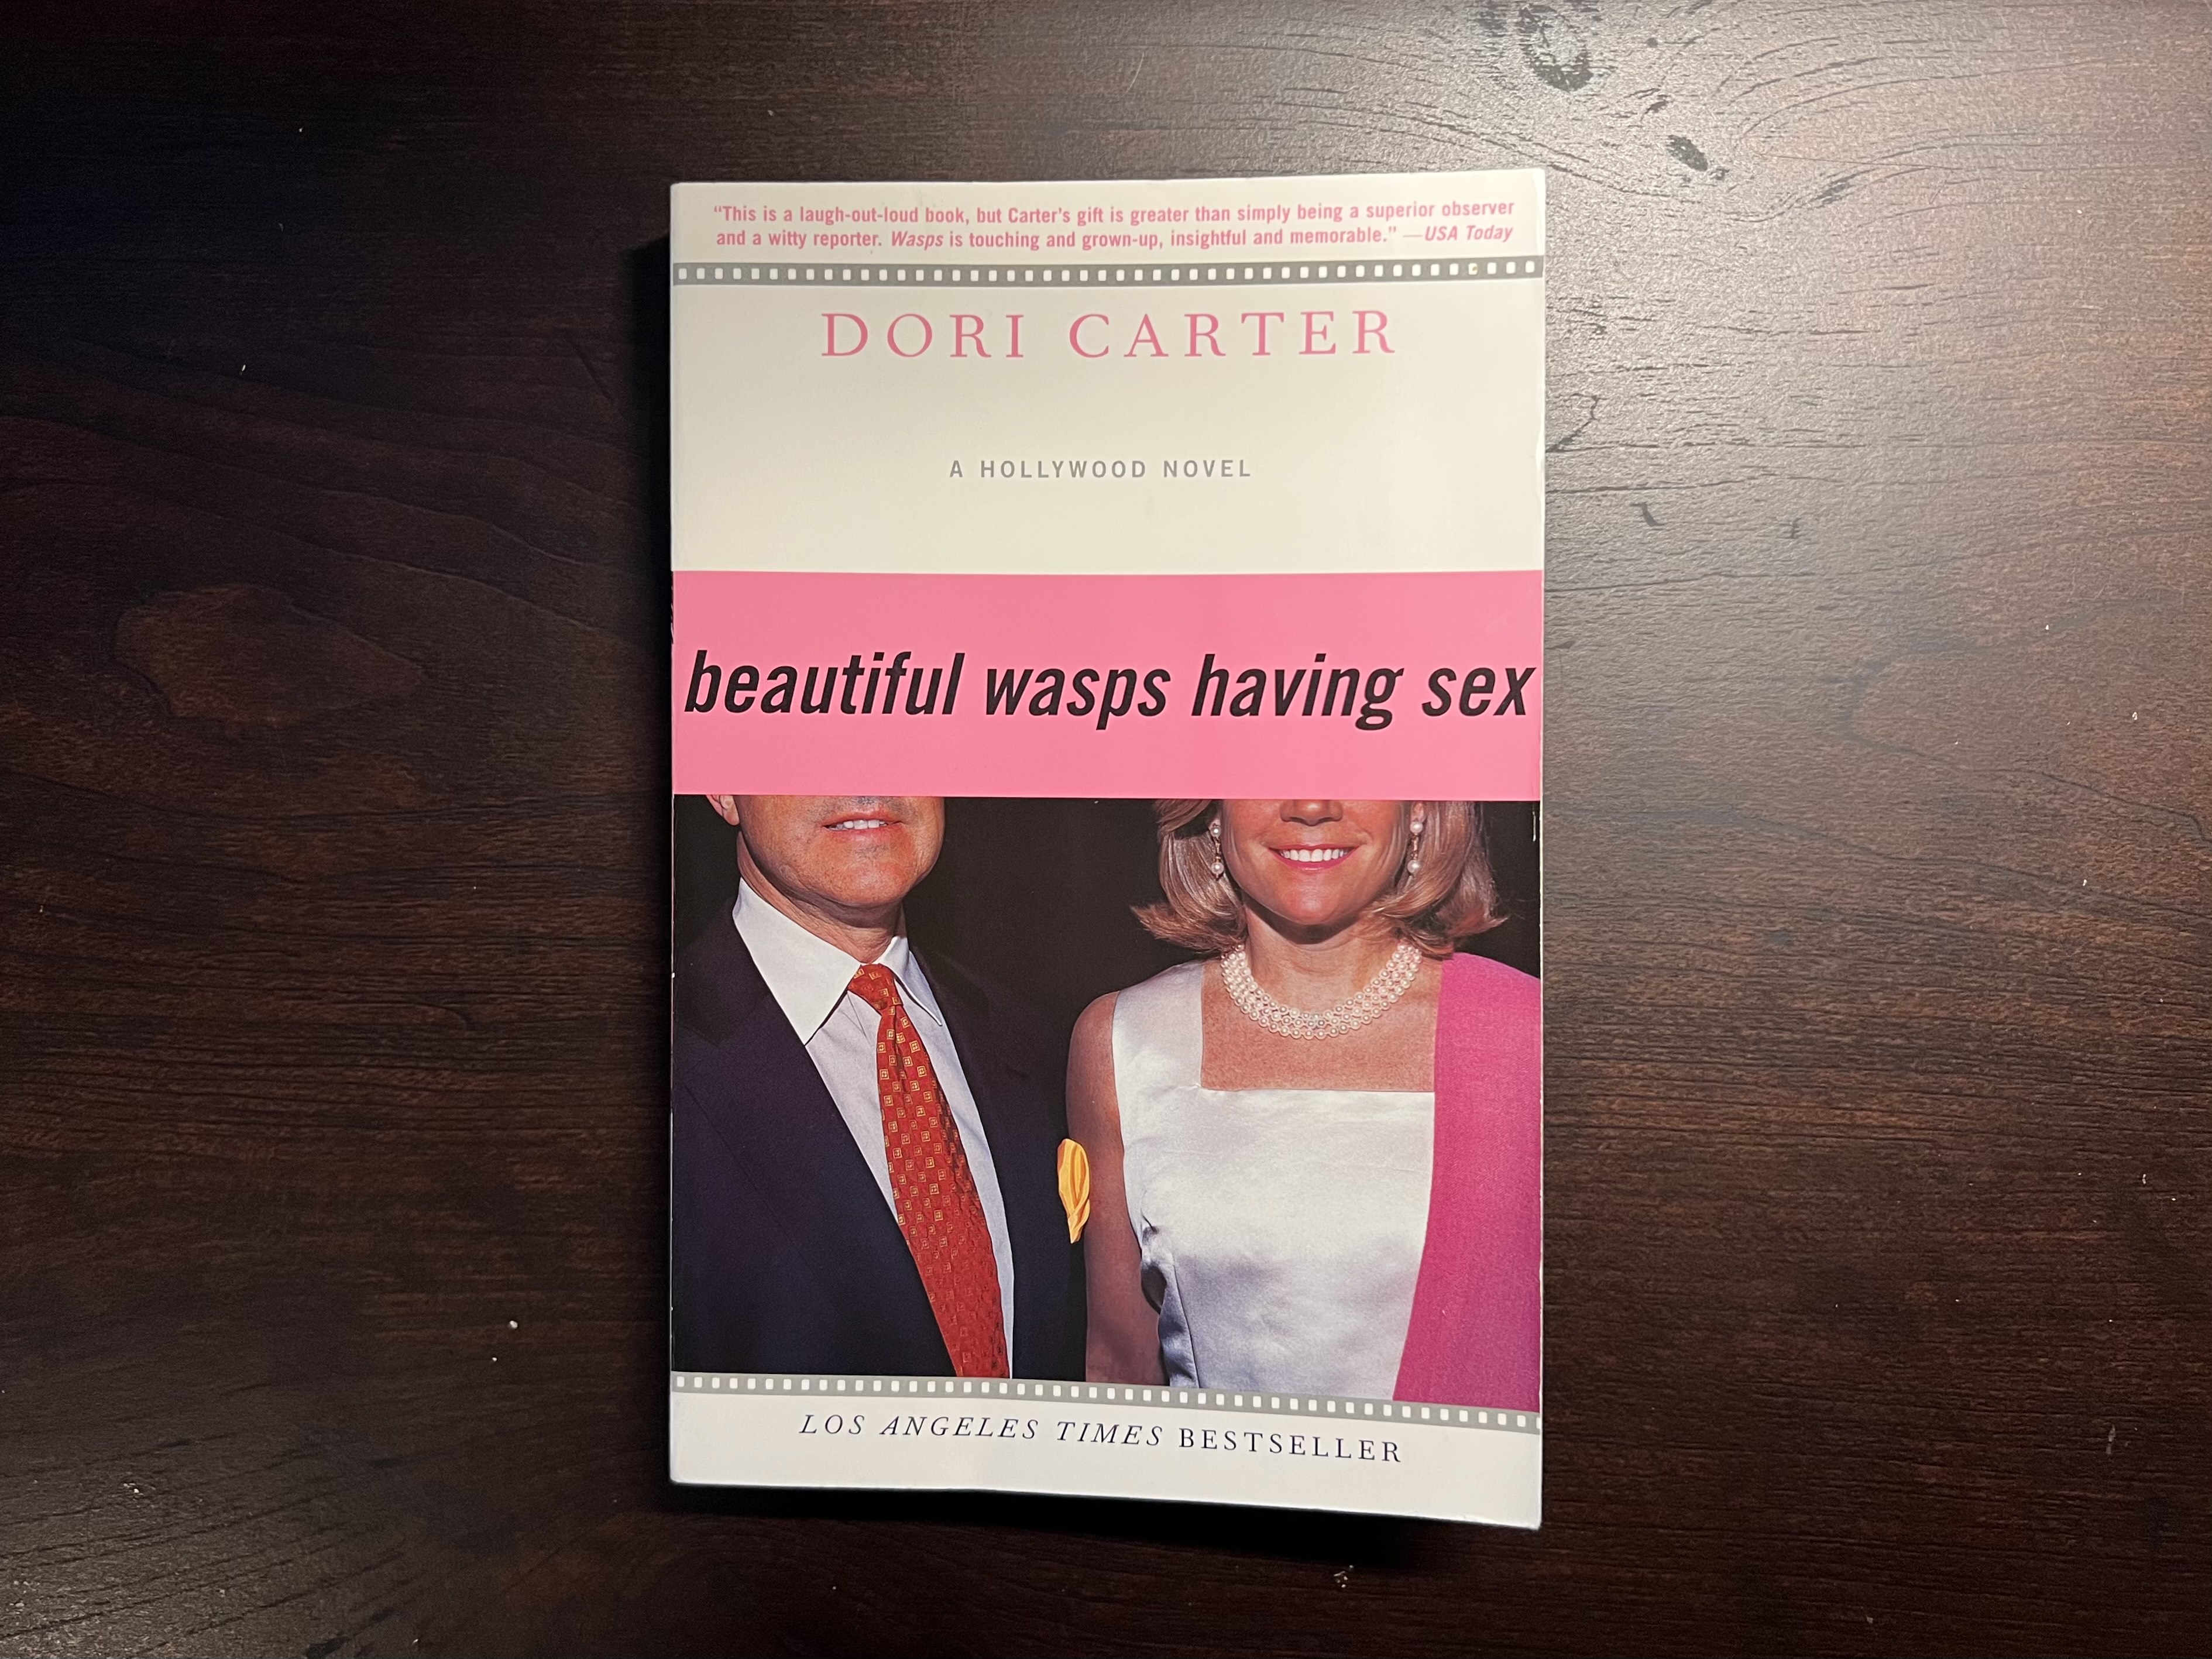 “This is a laugh-out-loud book, but Carter’s gift is greater than simply being a superior observer
and a witty reporter. Wasps is touching and grown-up, insightful and memorable.” —USA Today
DORI CARTER
A HOLLYWOOD NOVEL
beautiful wasps having sex
LOS ANGELES TIMES BESTSELLER